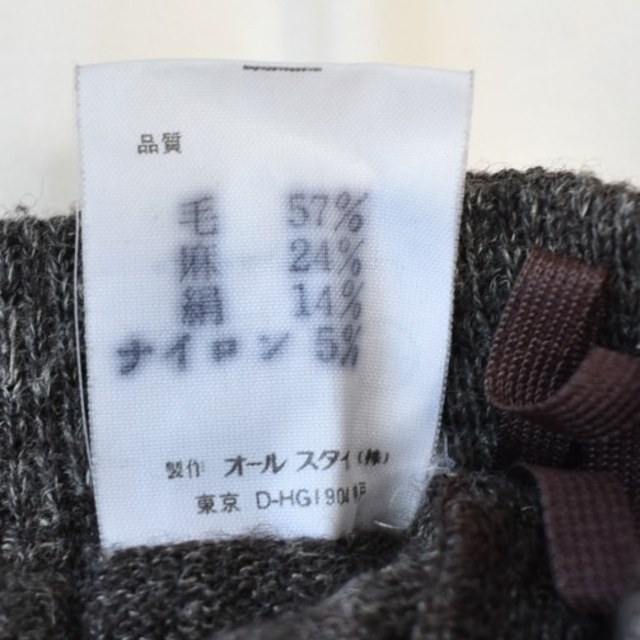 品質
毛 57%
麻 24%
絹 14%
ナイロン 5%
製作 オールスタイ(株)
東京